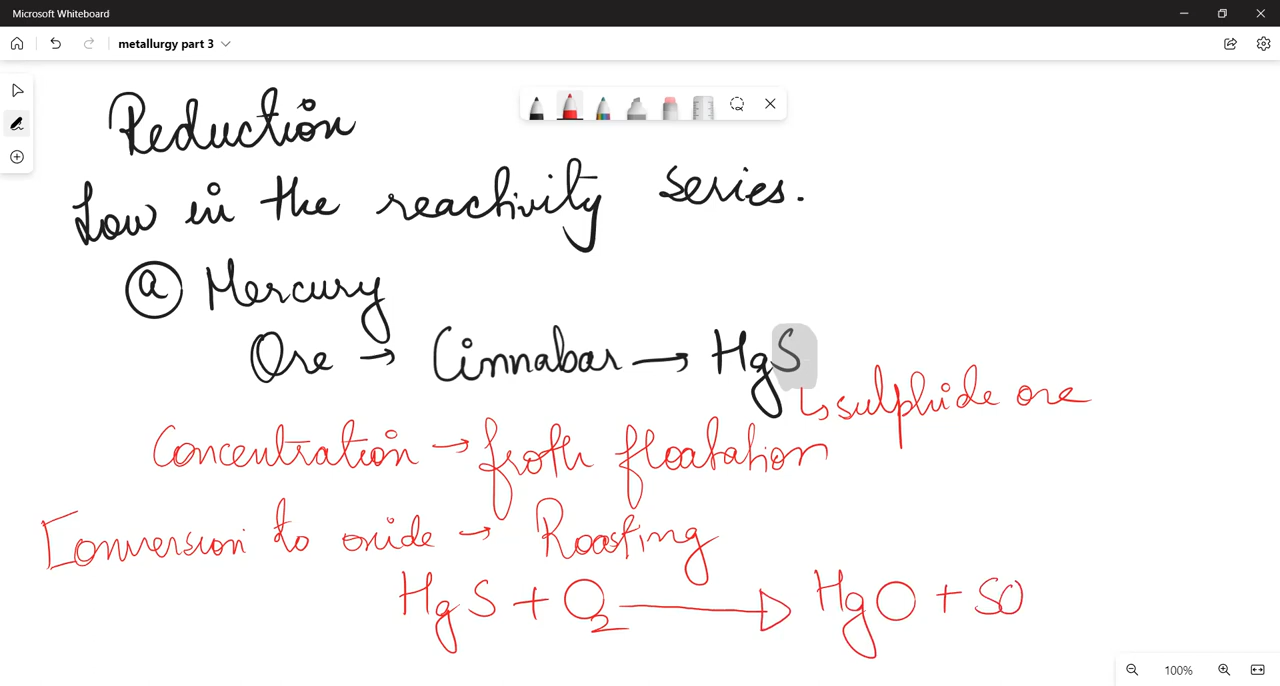 Microsoft Whiteboard
metallurgy part 3
Reduction
Low in the reactivity series.
(a) Mercury
Ore → Cinnabar → HgS
↳ sulphide ore
Concentration → froth floatation
Conversion to oxide → Roasting
HgS + O₂ → HgO + SO
100%